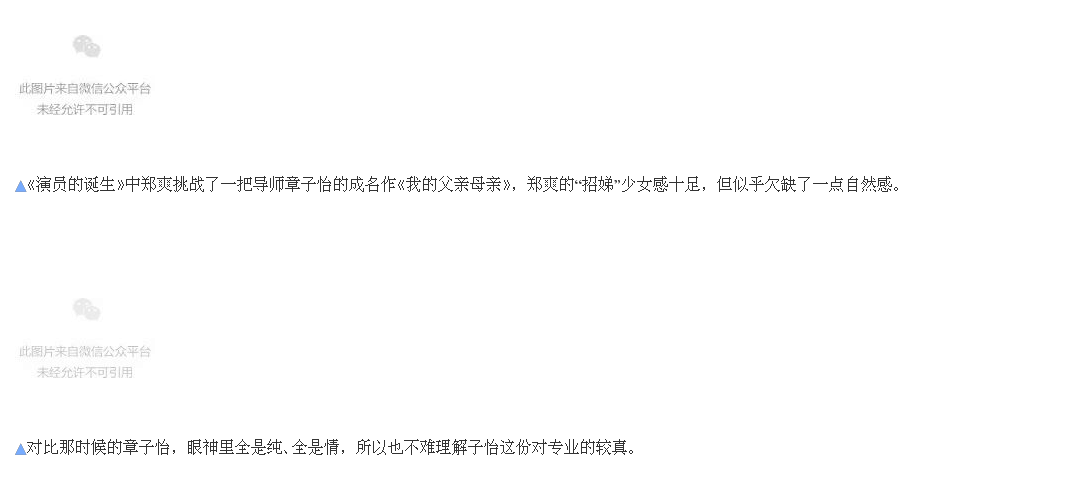 此图片来自微信公众平台
未经允许不可引用
▲《演员的诞生》中郑爽挑战了一把导师章子怡的成名作《我的父亲母亲》，郑爽的“招娣”少女感十足，但似乎欠缺了一点自然感。
此图片来自微信公众平台
未经允许不可引用
▲对比那时候的章子怡，眼神里全是纯、全是情，所以也不难理解子怡这份对专业的较真。